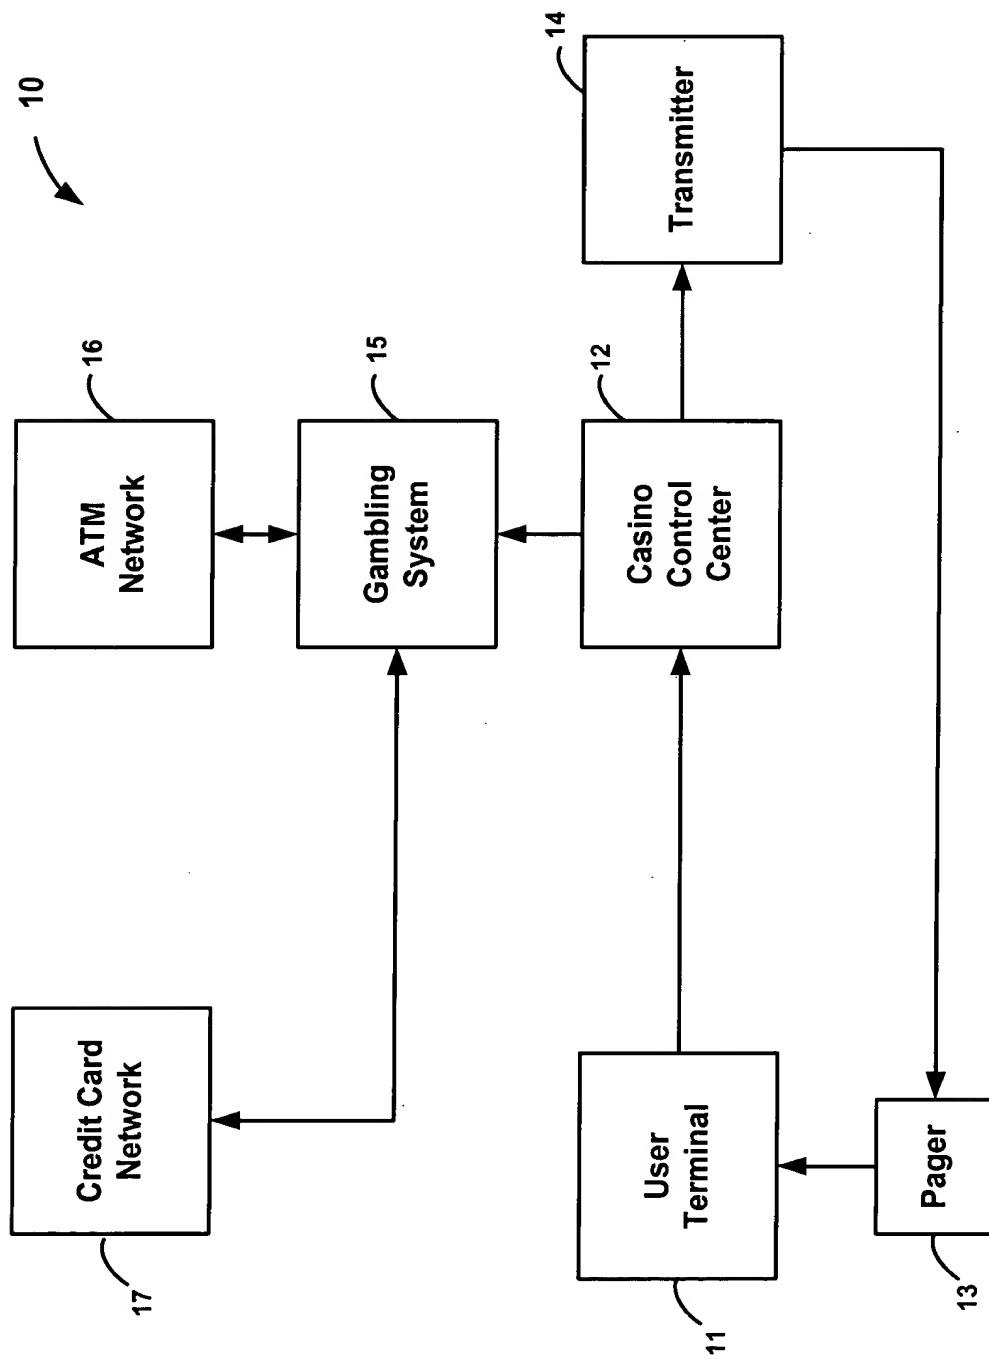 10
Credit Card
Network
17
ATM
Network
16
Gambling
System
15
User
Terminal
11
Casino
Control
Center
12
Transmitter
14
Pager
13